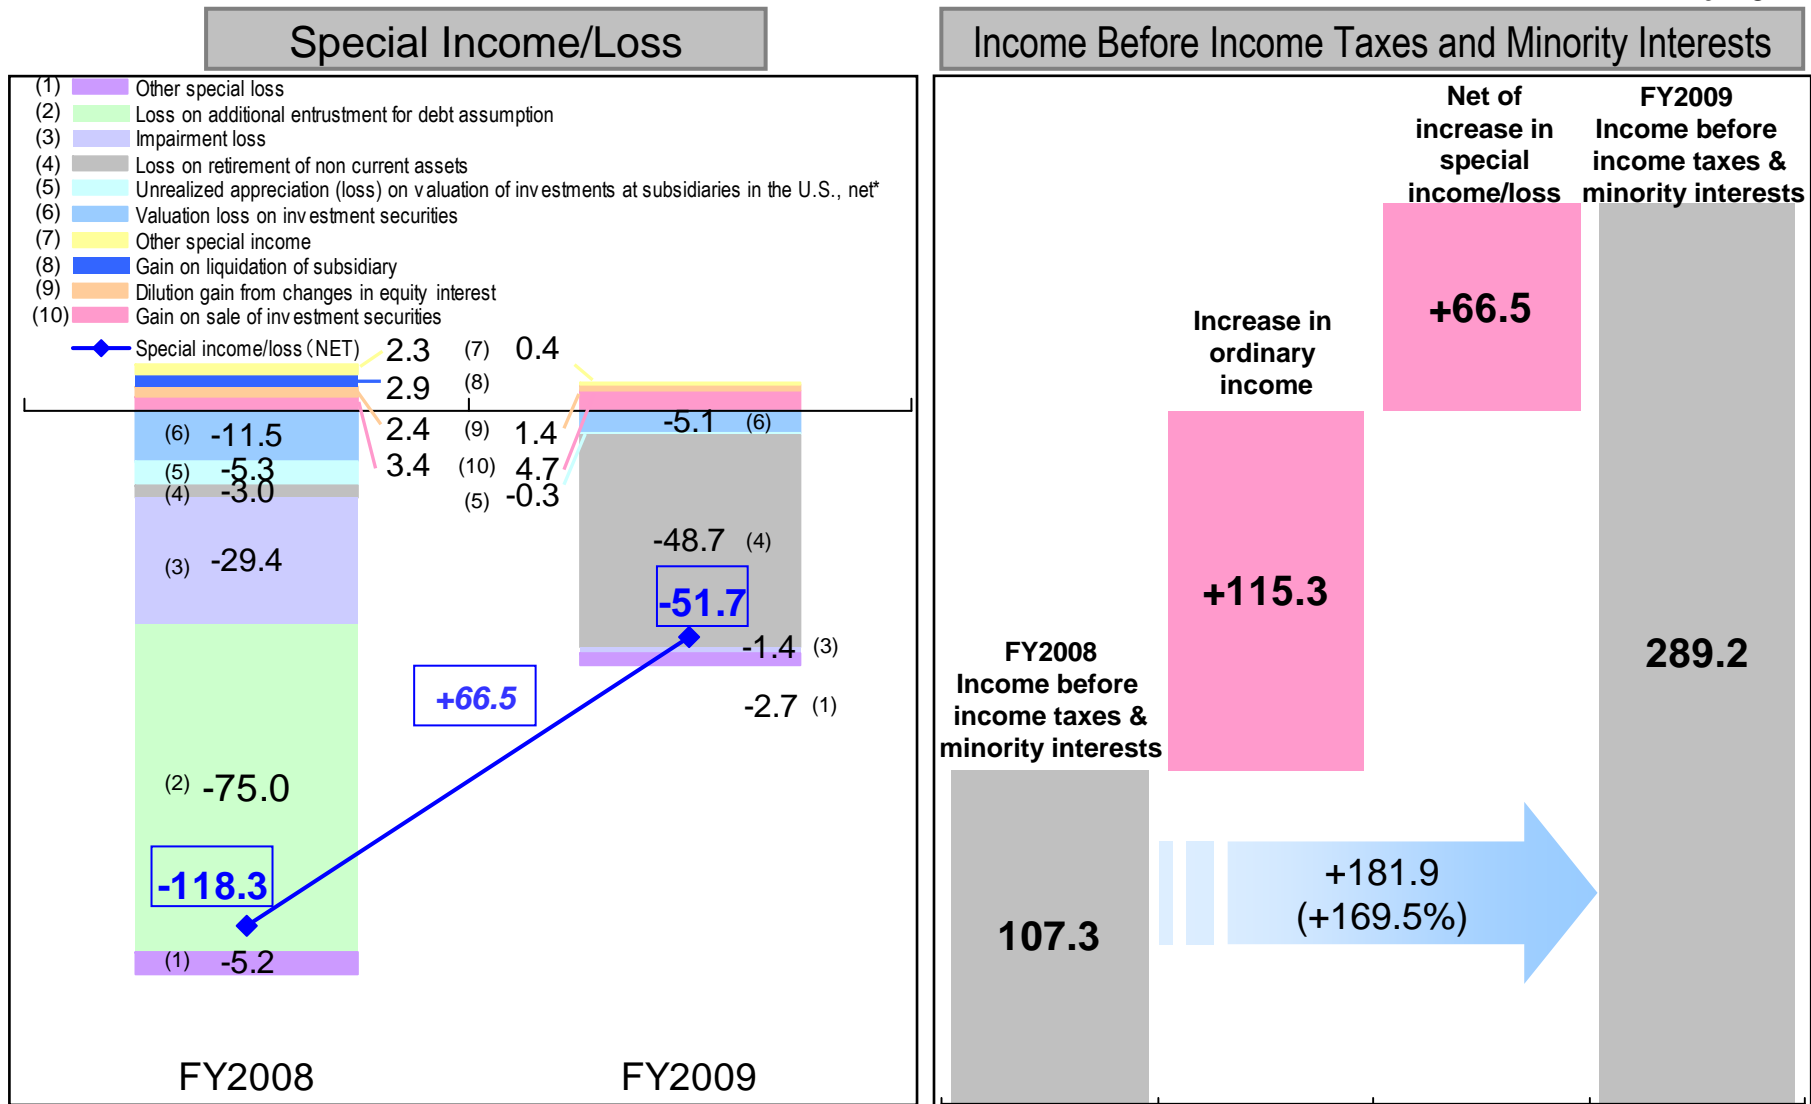 Special Income/Loss
(1) Other special loss
(2) Loss on additional entrustment for debt assumption
(3) Impairment loss
(4) Loss on retirement of non current assets
(5) Unrealized appreciation (loss) on valuation of investments at subsidiaries in the U.S., net*
(6) Valuation loss on investment securities
(7) Other special income
(8) Gain on liquidation of subsidiary
(9) Dilution gain from changes in equity interest
(10) Gain on sale of investment securities
Special income/loss (NET)
2.3 (7) 0.4
2.9 (8)
2.4 (9) 1.4
3.4 (10) 4.7
(5) -0.3
(6) -11.5
(5) -5.3
(4) -3.0
(3) -29.4
(2) -75.0
-118.3
(1) -5.2
+66.5
-5.1 (6)
-48.7 (4)
-51.7
-1.4 (3)
-2.7 (1)
FY2008 FY2009
Income Before Income Taxes and Minority Interests
FY2008
Income before
income taxes &
minority interests
107.3
Increase in
ordinary
income
+115.3
Net of
increase in
special
income/loss
+66.5
FY2009
Income before
income taxes &
minority interests
289.2
+181.9
(+169.5%)